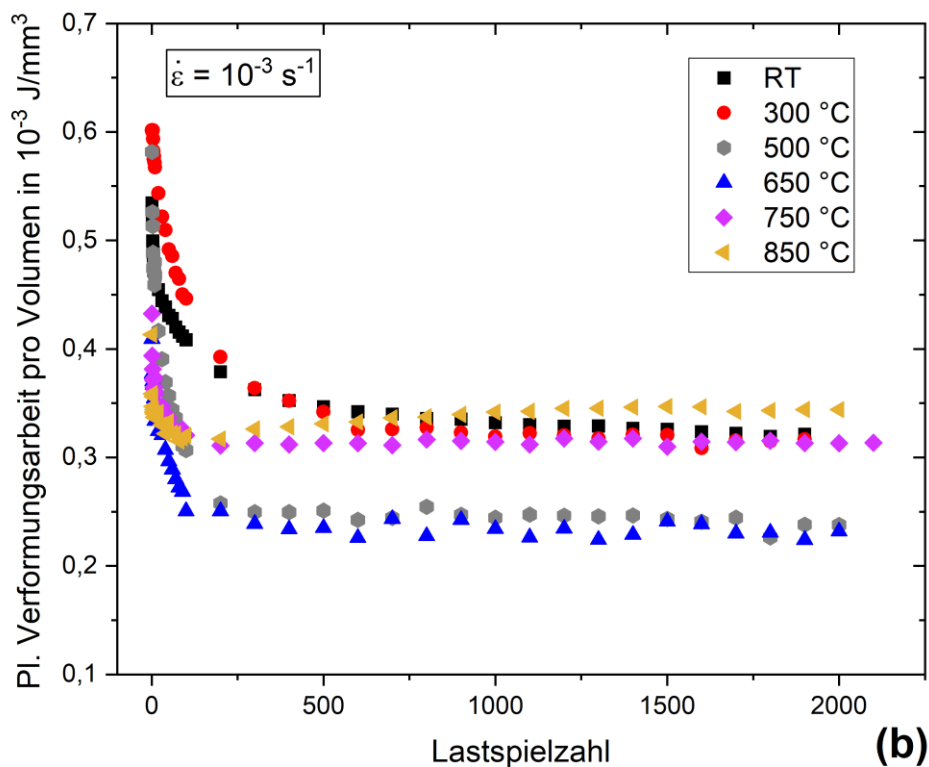 Pl. Verformungsarbeit pro Volumen in 10⁻³ J/mm³
0,7
0,6
0,5
0,4
0,3
0,2
0,1
ε̇ = 10⁻³ s⁻¹
RT
300 °C
500 °C
650 °C
750 °C
850 °C
0
500
1000
1500
2000
Lastspielzahl
(b)